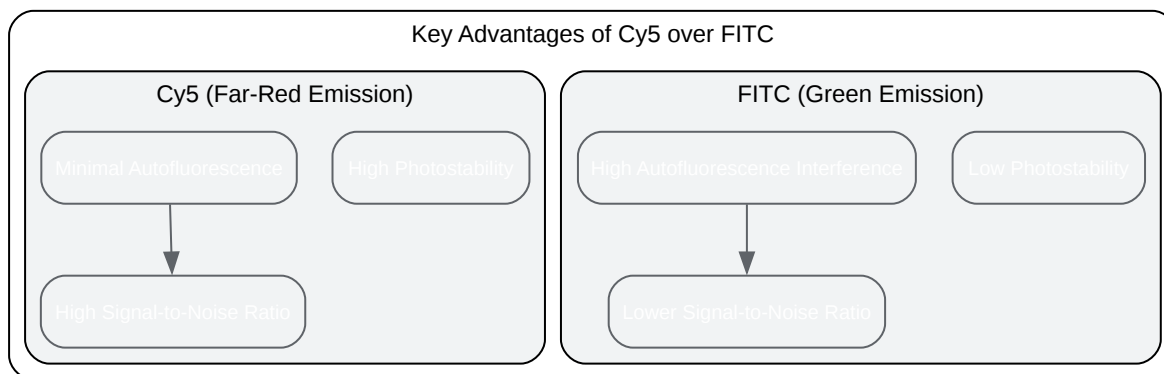 Key Advantages of Cy5 over FITC
Cy5 (Far-Red Emission)
FITC (Green Emission)
Minimal Autofluorescence
High Photostability
High Autofluorescence Interference
Low Photostability
High Signal-to-Noise Ratio
Lower Signal-to-Noise Ratio